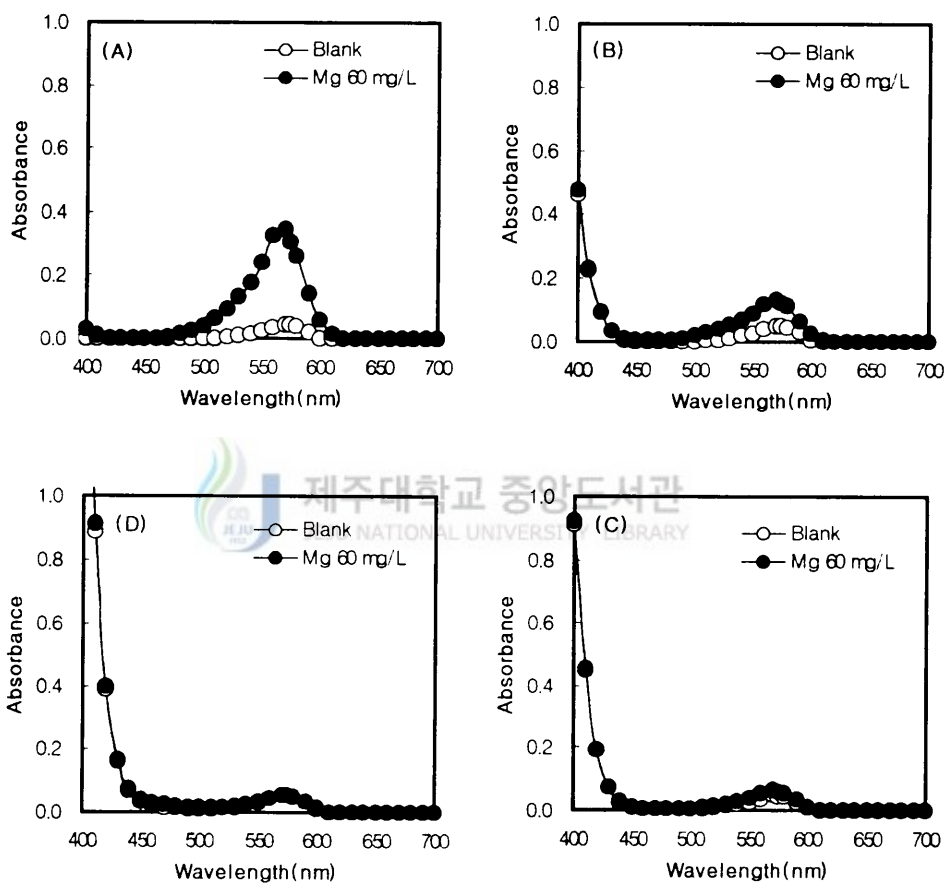 (A)
Blank
Mg 60 mg/L
1.0
0.8
0.6
0.4
0.2
0.0
400 450 500 550 600 650 700
Absorbance
Wavelength(nm)
(B)
Blank
Mg 60 mg/L
1.0
0.8
0.6
0.4
0.2
0.0
400 450 500 550 600 650 700
Absorbance
Wavelength(nm)
제주대학교 중앙도서관
JEJU NATIONAL UNIVERSITY LIBRARY
JEJU
1952
(D)
Blank
Mg 60 mg/L
1.0
0.8
0.6
0.4
0.2
0.0
400 450 500 550 600 650 700
Absorbance
Wavelength(nm)
(C)
Blank
Mg 60 mg/L
1.0
0.8
0.6
0.4
0.2
0.0
400 450 500 550 600 650 700
Absorbance
Wavelength(nm)